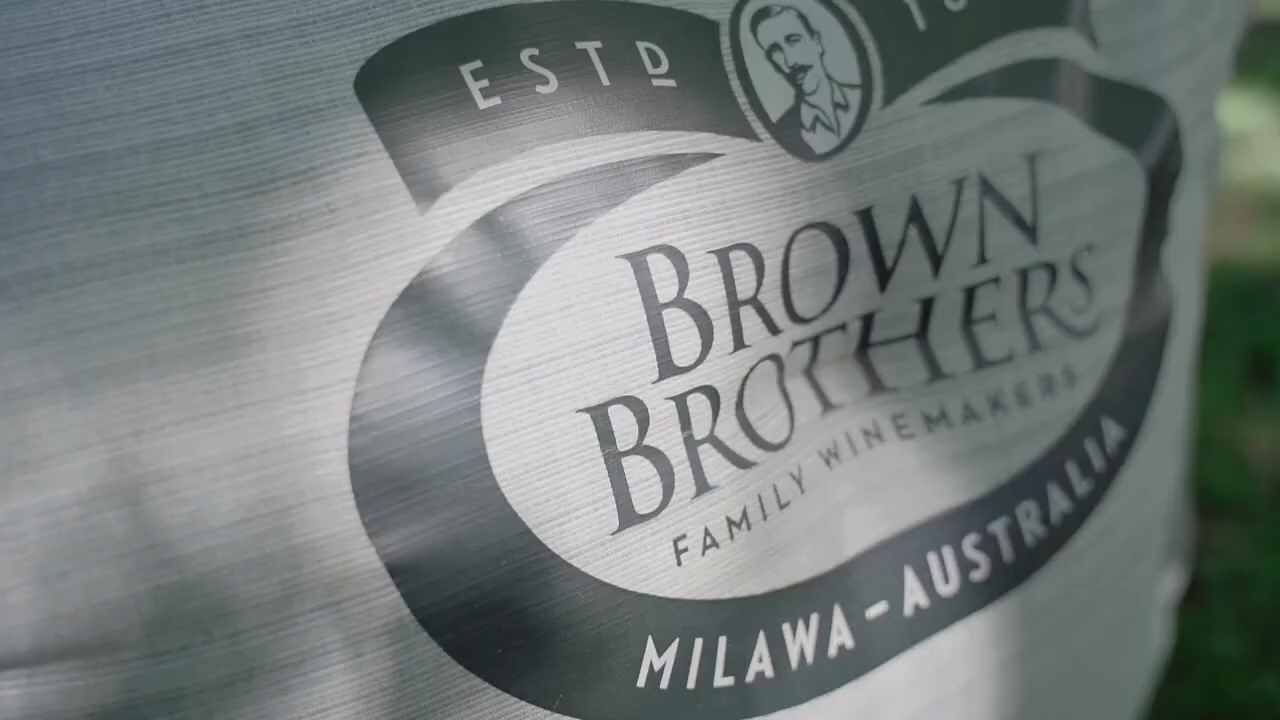 ESTD
BROWN
BROTHERS
FAMILY WINEMAKERS
MILAWA - AUSTRALIA